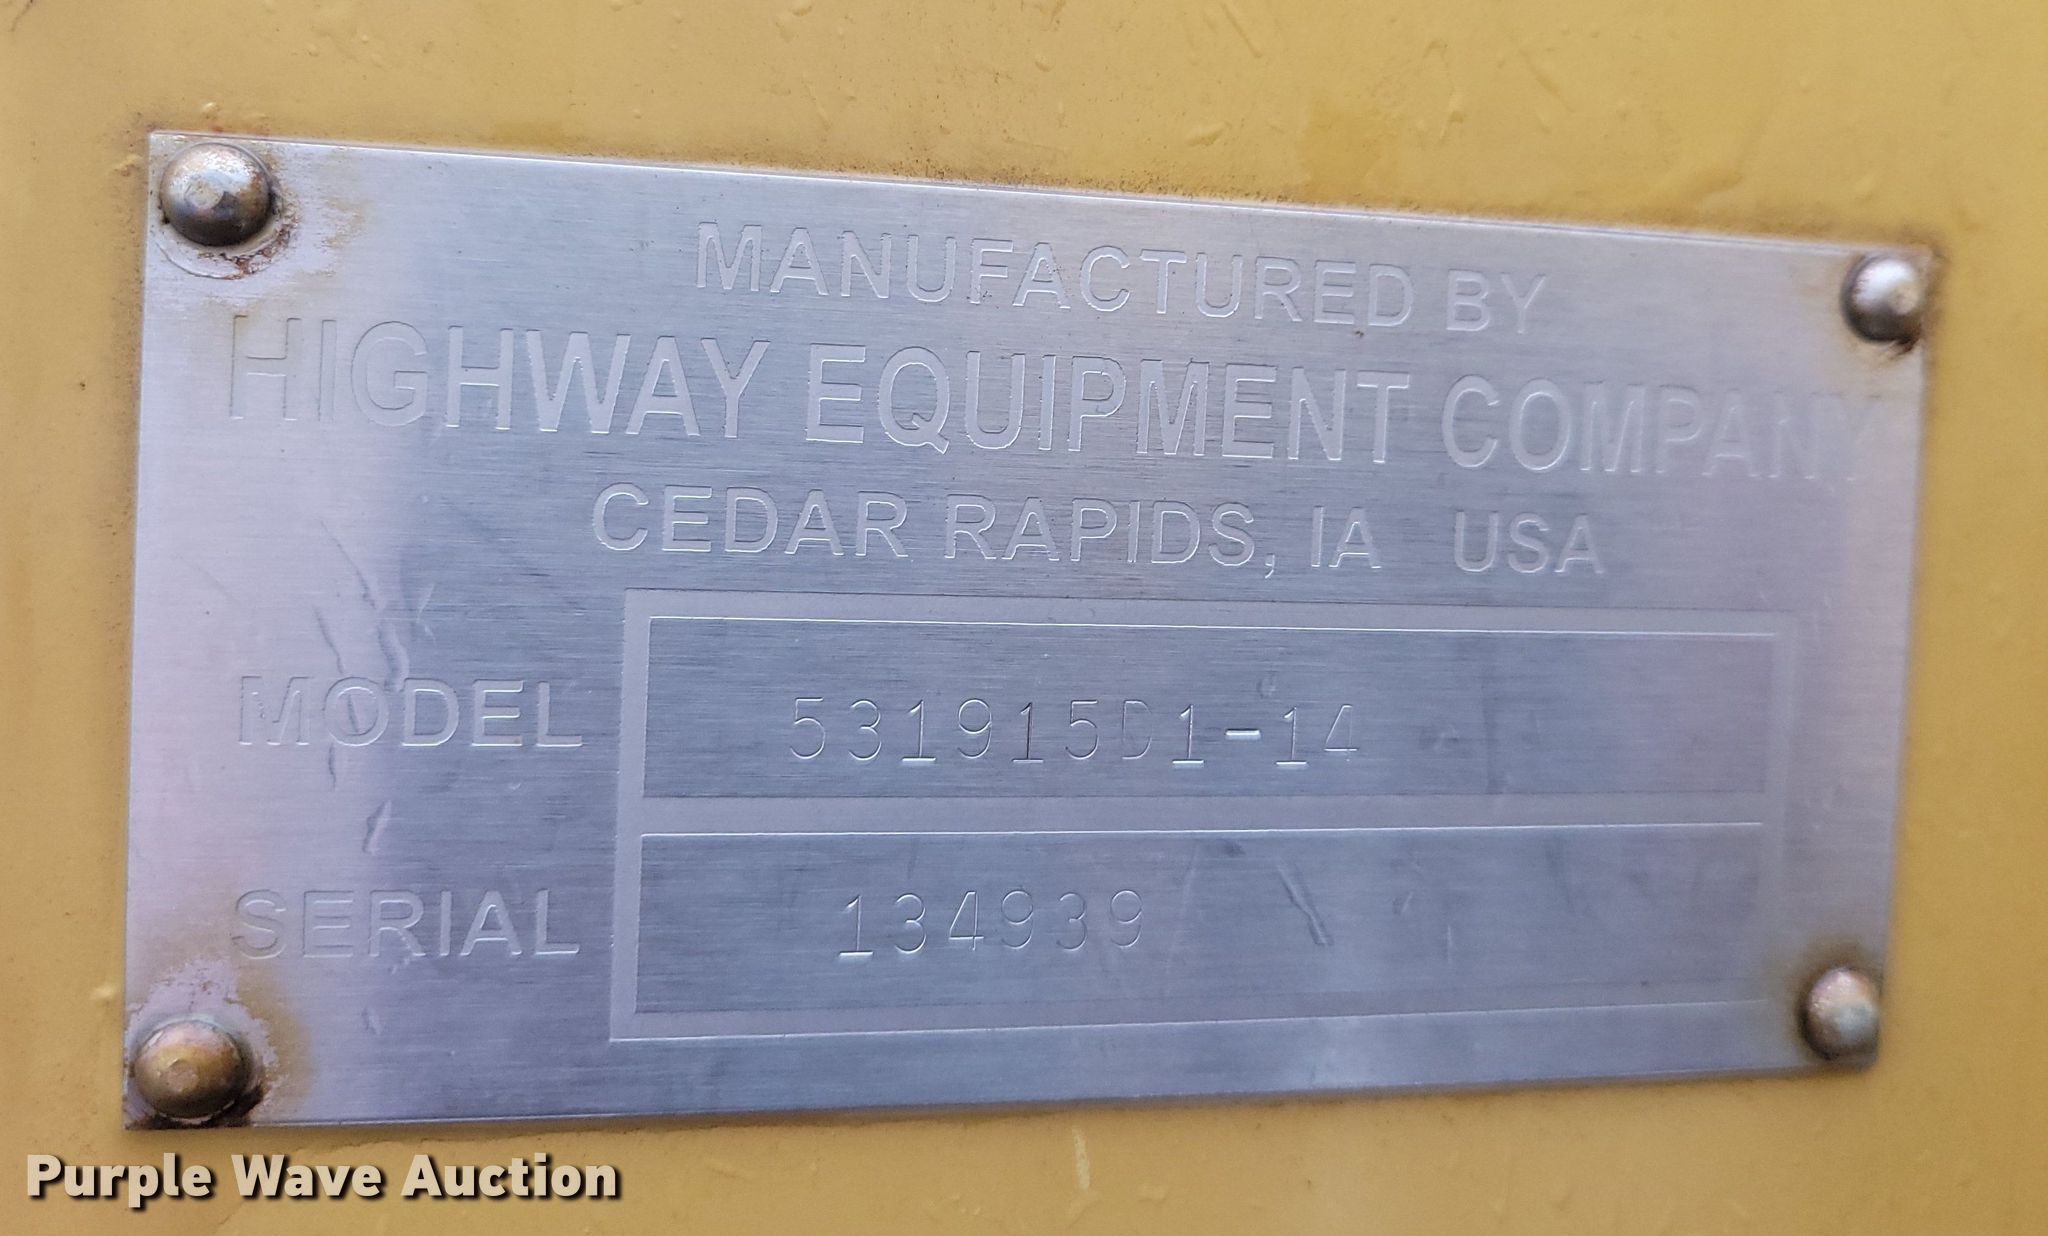 MANUFACTURED BY
HIGHWAY EQUIPMENT COMPANY
CEDAR RAPIDS, IA USA
MODEL 531915D1-14
SERIAL 134939
Purple Wave Auction